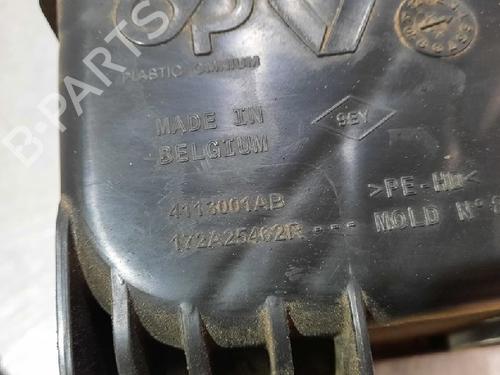 PLASTIC OMNIUM
9EY
MADE IN
BELGIUM
>PE-HD<
4113001AB
172A25462R --- MOLD N°
B-PARTS